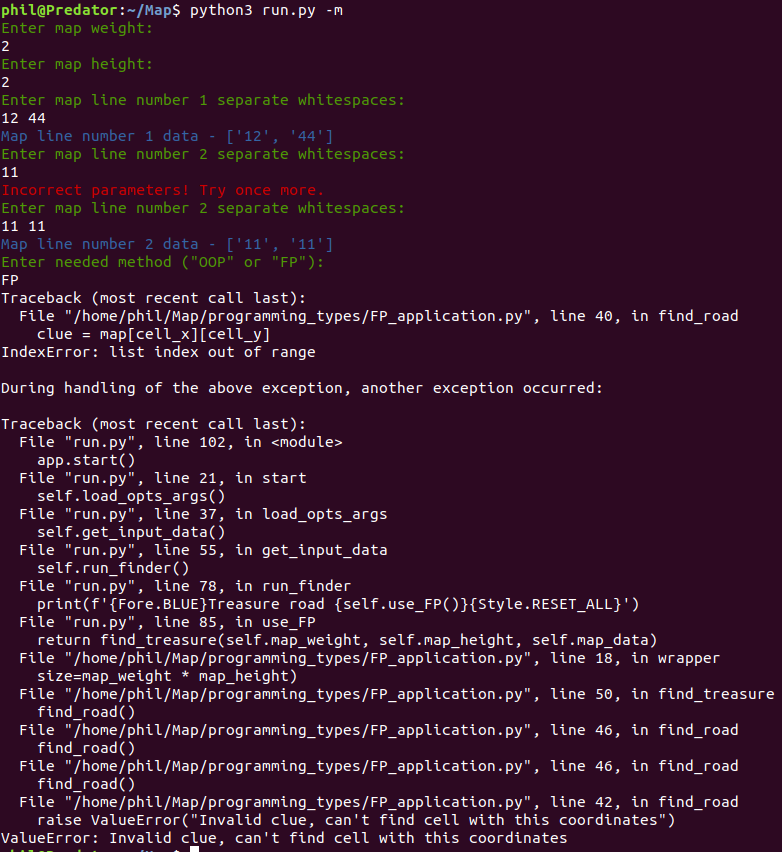 phil@Predator:~/Map$ python3 run.py -m
Enter map weight:
2
Enter map height:
2
Enter map line number 1 separate whitespaces:
12 44
Map line number 1 data - ['12', '44']
Enter map line number 2 separate whitespaces:
11
Incorrect parameters! Try once more.
Enter map line number 2 separate whitespaces:
11 11
Map line number 2 data - ['11', '11']
Enter needed method ("OOP" or "FP"):
FP
Traceback (most recent call last):
  File "/home/phil/Map/programming_types/FP_application.py", line 40, in find_road
    clue = map[cell_x][cell_y]
IndexError: list index out of range

During handling of the above exception, another exception occurred:

Traceback (most recent call last):
  File "run.py", line 102, in <module>
    app.start()
  File "run.py", line 21, in start
    self.load_opts_args()
  File "run.py", line 37, in load_opts_args
    self.get_input_data()
  File "run.py", line 55, in get_input_data
    self.run_finder()
  File "run.py", line 78, in run_finder
    print(f'{Fore.BLUE}Treasure road {self.use_FP()}{Style.RESET_ALL}')
  File "run.py", line 85, in use_FP
    return find_treasure(self.map_weight, self.map_height, self.map_data)
  File "/home/phil/Map/programming_types/FP_application.py", line 18, in wrapper
    size=map_weight * map_height)
  File "/home/phil/Map/programming_types/FP_application.py", line 50, in find_treasure
    find_road()
  File "/home/phil/Map/programming_types/FP_application.py", line 46, in find_road
    find_road()
  File "/home/phil/Map/programming_types/FP_application.py", line 46, in find_road
    find_road()
  File "/home/phil/Map/programming_types/FP_application.py", line 42, in find_road
    raise ValueError("Invalid clue, can't find cell with this coordinates")
ValueError: Invalid clue, can't find cell with this coordinates